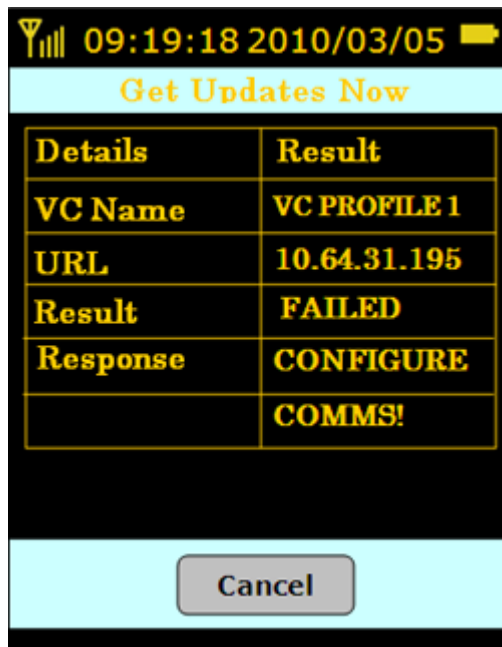 09:19:18 2010/03/05
Get Updates Now
Details Result
VC Name VC PROFILE 1
URL 10.64.31.195
Result FAILED
Response CONFIGURE
COMMS!
Cancel